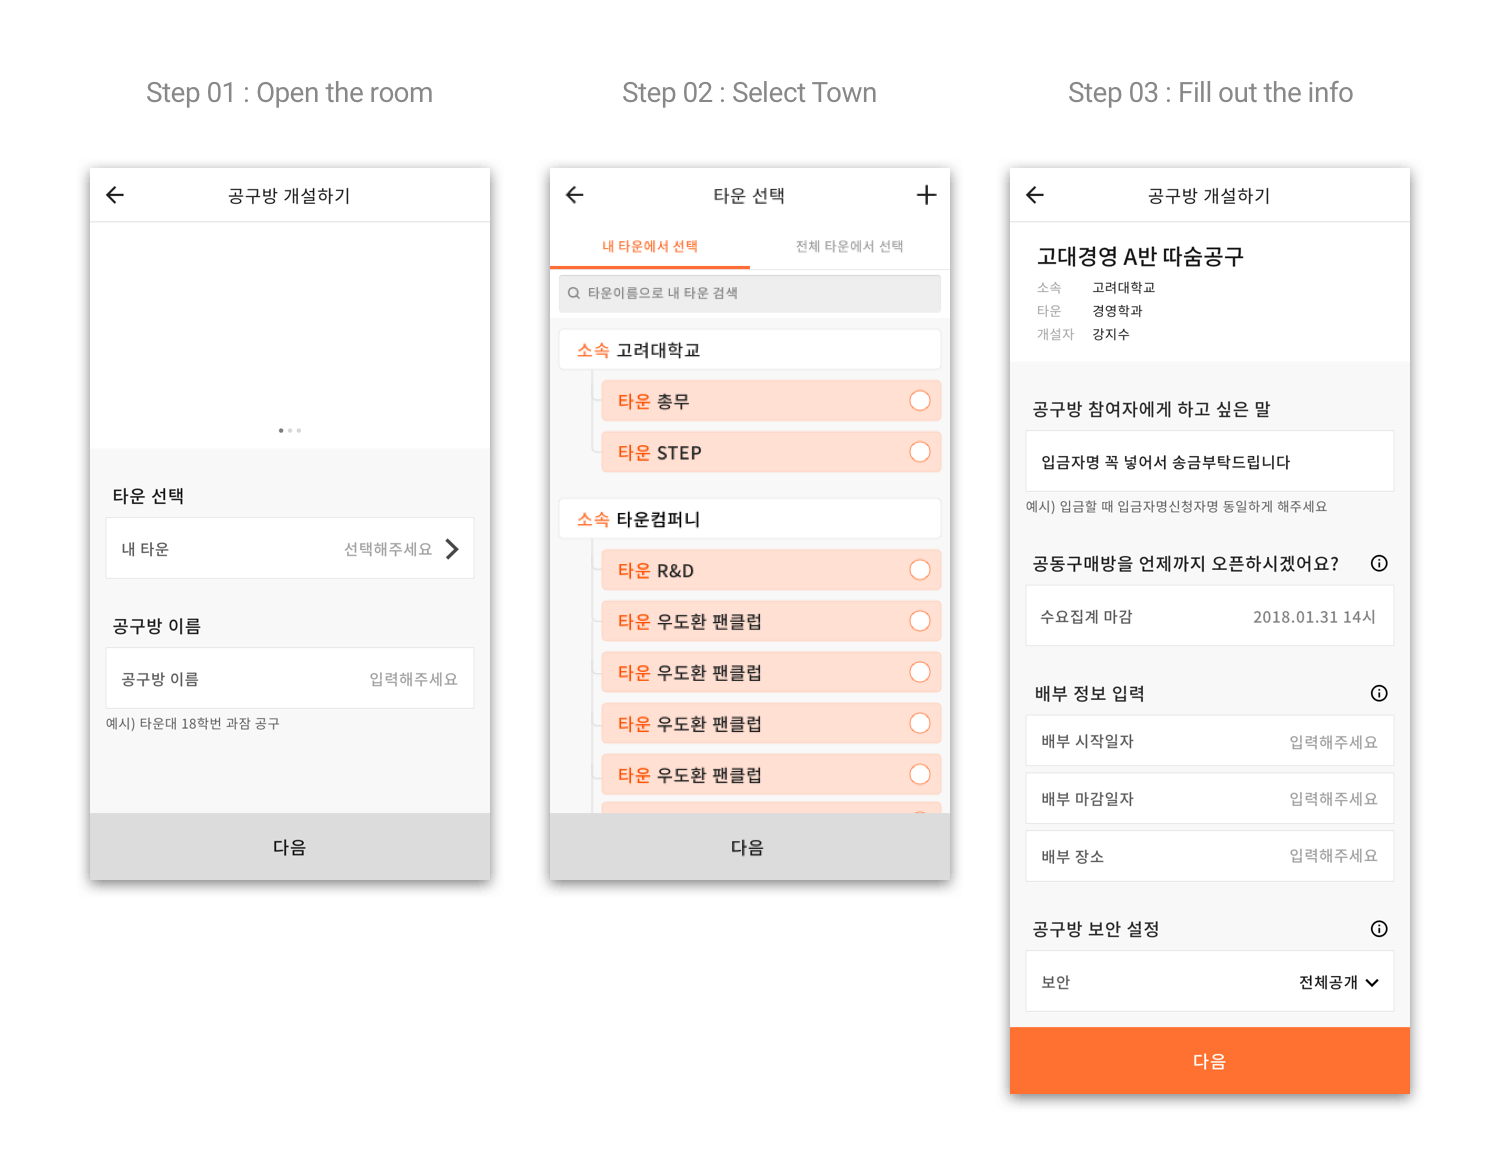 Step 01 : Open the room
공구방 개설하기
타운 선택
내 타운 선택해주세요
공구방 이름
공구방 이름 입력해주세요
예시) 타운대 18학번 과잠 공구
다음
Step 02 : Select Town
타운 선택
내 타운에서 선택 전체 타운에서 선택
타운이름으로 내 타운 검색
소속 고려대학교
타운 총무
타운 STEP
소속 타운컴퍼니
타운 R&D
타운 우도환 팬클럽
타운 우도환 팬클럽
타운 우도환 팬클럽
타운 우도환 팬클럽
다음
Step 03 : Fill out the info
공구방 개설하기
고대경영 A반 따숨공구
소속 고려대학교
타운 경영학과
개설자 강지수
공구방 참여자에게 하고 싶은 말
입금자명 꼭 넣어서 송금부탁드립니다
예시) 입금할 때 입금자명신청자명 동일하게 해주세요
공동구매방을 언제까지 오픈하시겠어요?
수요집계 마감 2018.01.31 14시
배부 정보 입력
배부 시작일자 입력해주세요
배부 마감일자 입력해주세요
배부 장소 입력해주세요
공구방 보안 설정
보안 전체공개
다음